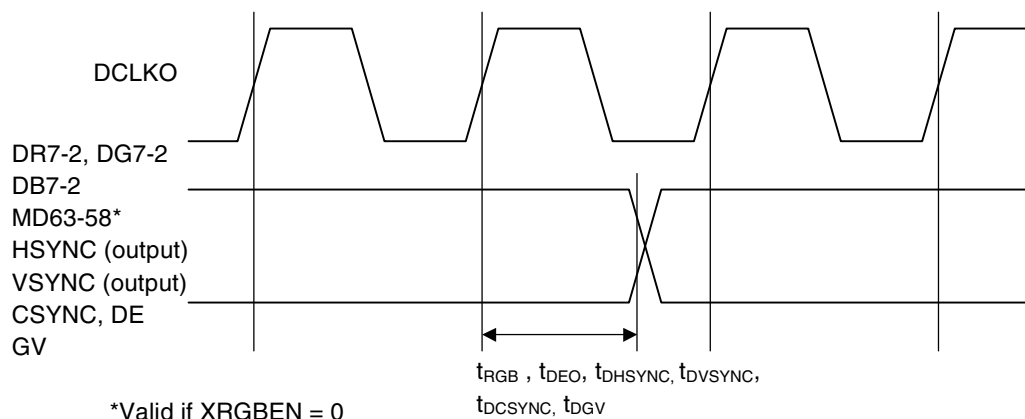 DCLKO
DR7-2, DG7-2
DB7-2
MD63-58*
HSYNC (output)
VSYNC (output)
CSYNC, DE
GV
tRGB , tDEO, tDHSYNC, tDVSYNC,
tDCSYNC, tDGV
*Valid if XRGBEN = 0